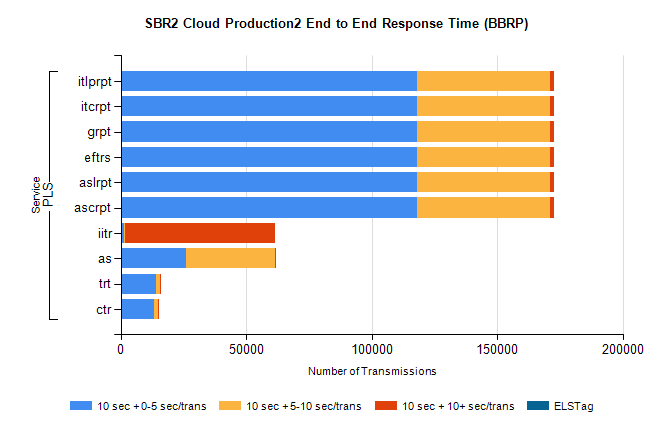 SBR2 Cloud Production2 End to End Response Time (BBRP)
Service
PLS
itlprpt
itcrpt
grpt
eftrs
aslrpt
ascrpt
iitr
as
trt
ctr
0 50000 100000 150000 200000
Number of Transmissions
10 sec +0-5 sec/trans 10 sec +5-10 sec/trans 10 sec + 10+ sec/trans ELSTag